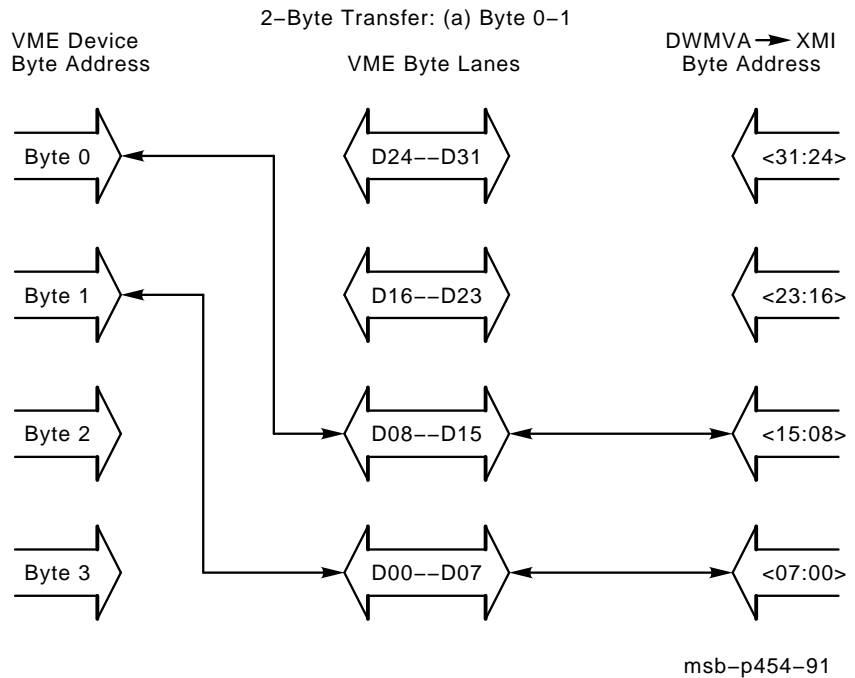 2–Byte Transfer: (a) Byte 0–1
VME Device
Byte Address
VME Byte Lanes
DWMVA → XMI
Byte Address
Byte 0
D24––D31
<31:24>
Byte 1
D16––D23
<23:16>
Byte 2
D08––D15
<15:08>
Byte 3
D00––D07
<07:00>
msb–p454–91